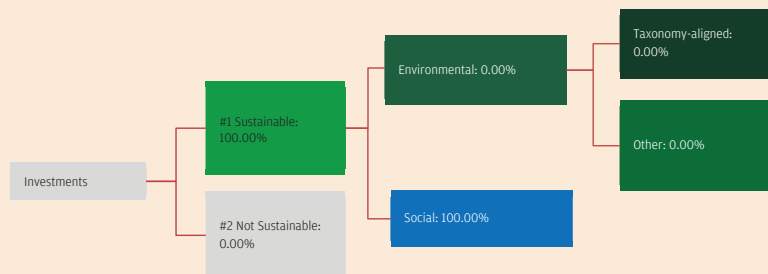 Taxonomy-aligned:
0.00%
Environmental: 0.00%
#1 Sustainable:
100.00%
Other: 0.00%
Investments
#2 Not Sustainable:
0.00%
Social: 100.00%